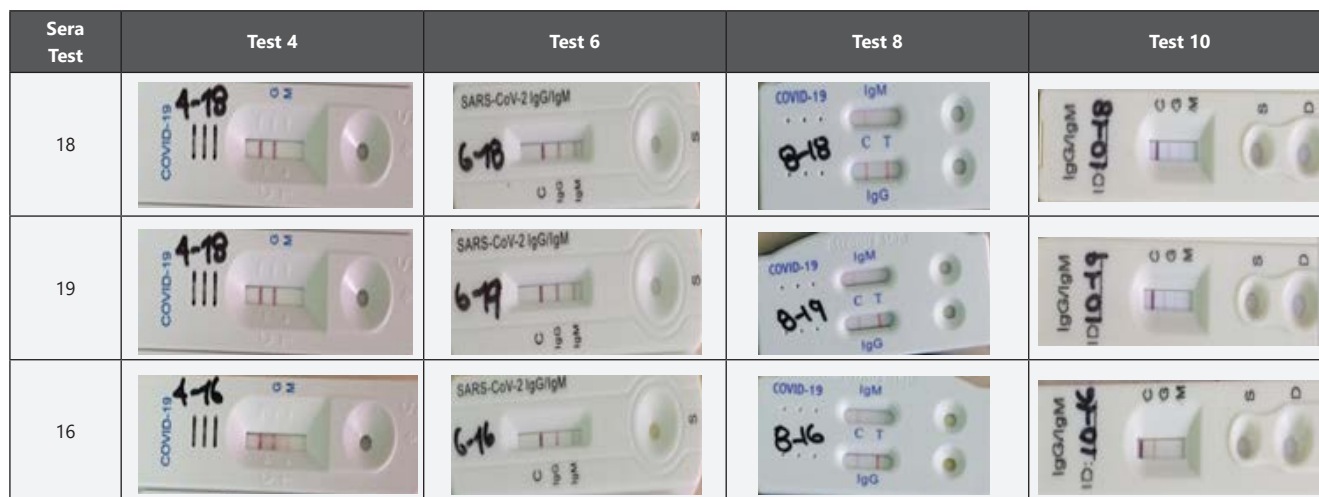 Sera Test
Test 4
Test 6
Test 8
Test 10
18
COVID-19
4-18
G
M
SARS-CoV-2 IgG/IgM
6-18
C
IgG
IgM
S
COVID-19
IgM
8-18
C T
IgG
IgG/IgM
ID:10-18
C
G
M
S
D
19
COVID-19
4-18
G
M
SARS-CoV-2 IgG/IgM
6-19
C
IgG
IgM
S
COVID-19
IgM
8-19
C T
IgG
IgG/IgM
ID:10-19
C
G
M
S
D
16
COVID-19
4-16
G
M
SARS-CoV-2 IgG/IgM
6-16
C
IgG
IgM
S
COVID-19
IgM
8-16
C T
IgG
IgG/IgM
ID:10-16
C
G
M
S
D